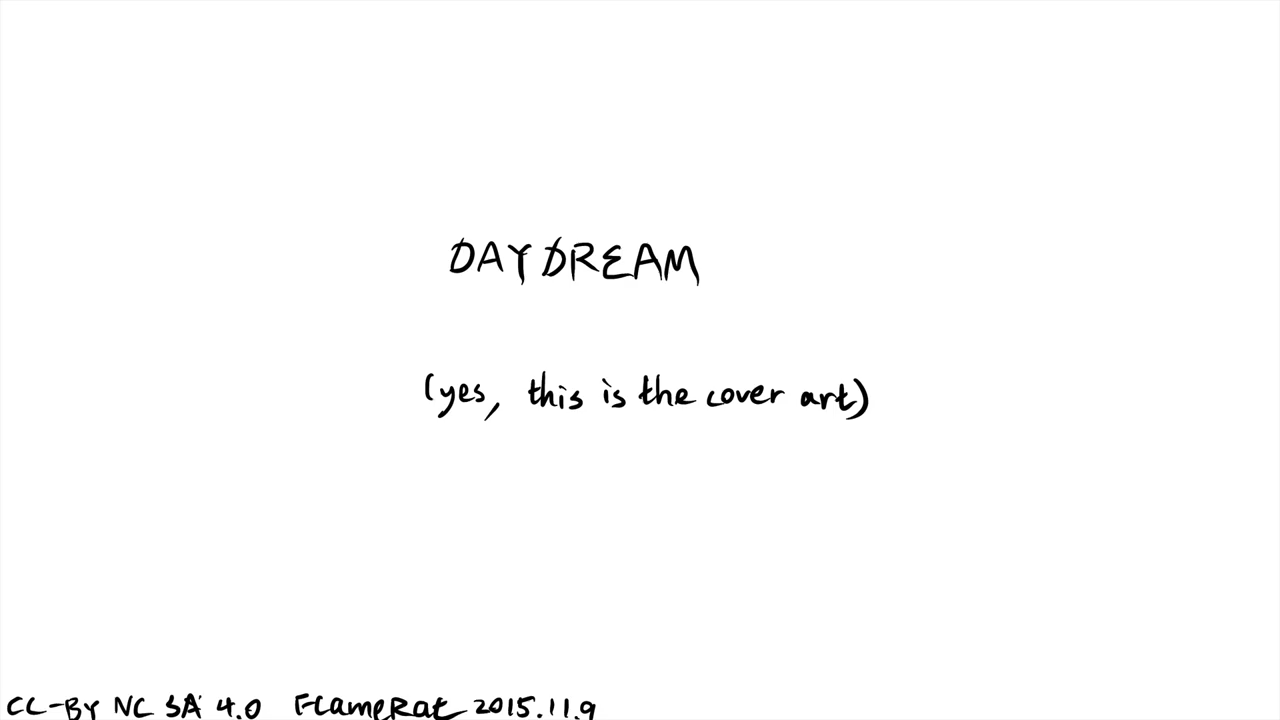 DAYDREAM
(yes, this is the cover art)
CC-BY NC SA 4.0 FLameRat 2015.11.9